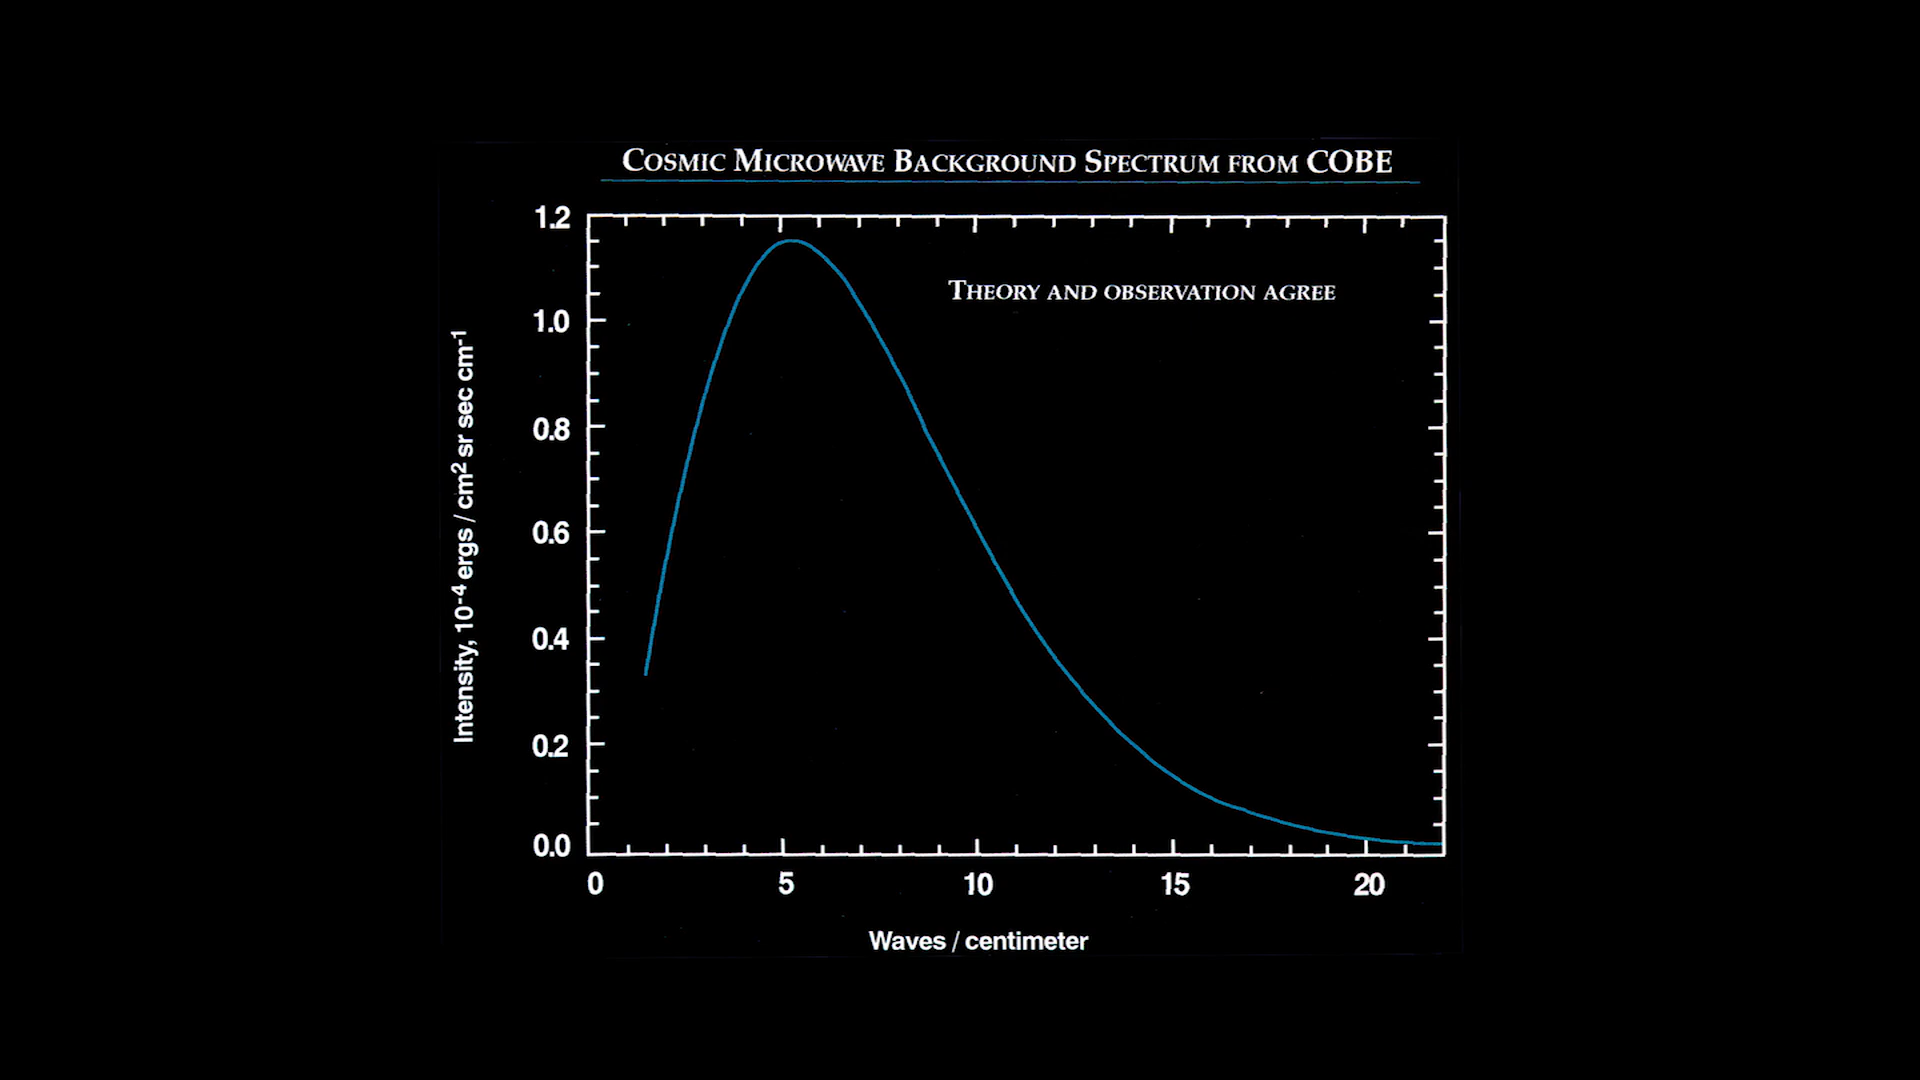 COSMIC MICROWAVE BACKGROUND SPECTRUM FROM COBE
THEORY AND OBSERVATION AGREE
Intensity, 10⁻⁴ ergs / cm² sr sec cm⁻¹
1.2
1.0
0.8
0.6
0.4
0.2
0.0
0 5 10 15 20
Waves / centimeter